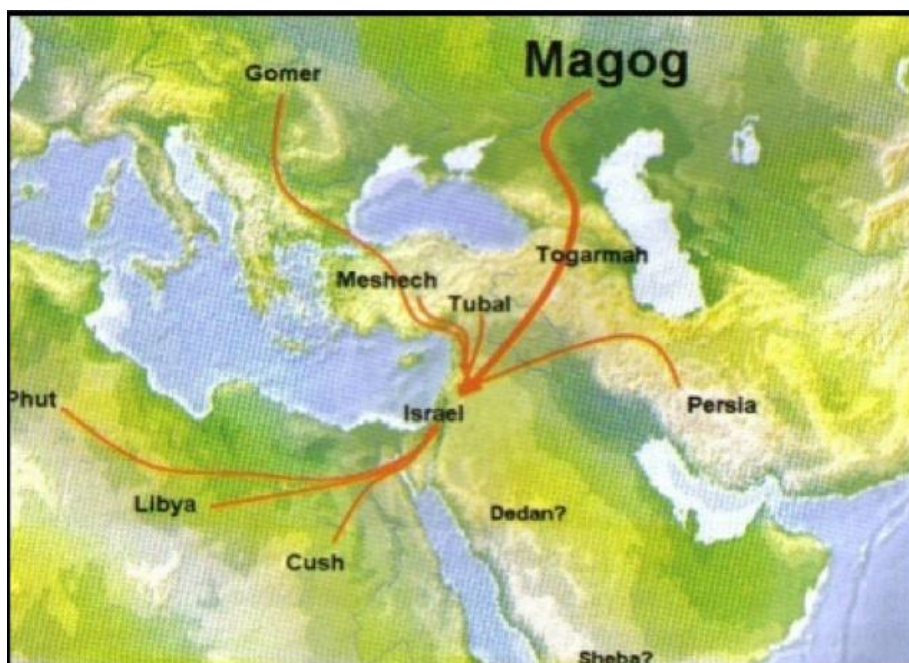 Magog
Gomer
Togarmah
Meshech
Tubal
Phut
Israel
Persia
Libya
Dedan?
Cush
Sheba?